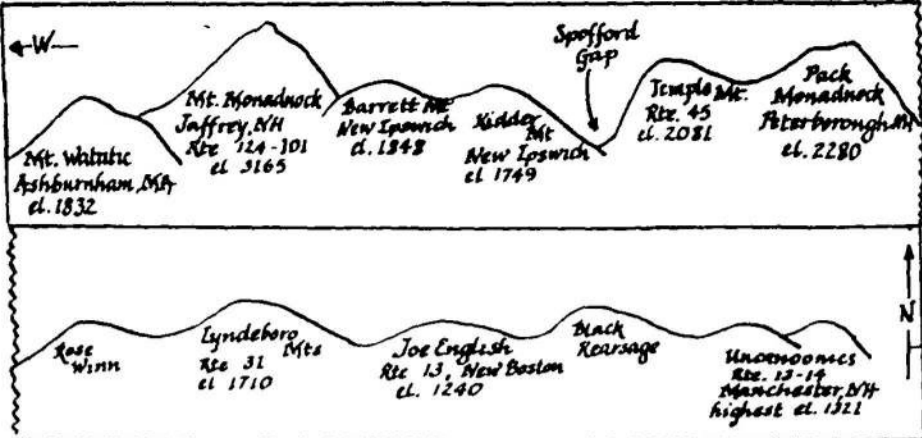 W
Spofford
Gap
Mt. Watatic
Ashburnham, MA
el. 1832
Mt. Monadnock
Jaffrey, NH
Rte 124-101
el 3165
Barrett Mt
New Ipswich
el. 1848
Kidder Mt
New Ipswich
el 1749
Temple Mt.
Rte. 45
el. 2081
Pack
Monadnock
Peterborough, NH
el. 2280
N
Rose
Winn
Lyndeboro Mts
Rte 31
el 1710
Joe English
Rte 13, New Boston
el. 1240
Black
Kearsage
Uncanoonics
Rte. 13-14
Manchester, NH
highest el. 1321